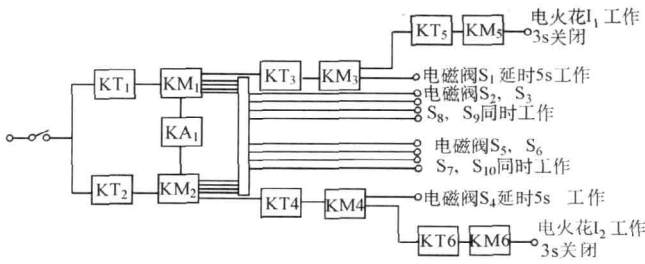 电火花I₁工作
KT₅ KM₅ 3s关闭
KT₁ KM₁ KT₃ KM₃ 电磁阀S₁延时5s工作
电磁阀S₂，S₃
S₈，S₉同时工作
KA₁
电磁阀S₅，S₆
S₇，S₁₀同时工作
KT₂ KM₂ KT4 KM4 电磁阀S₄延时5s 工作
电火花I₂工作
KT6 KM6 3s关闭